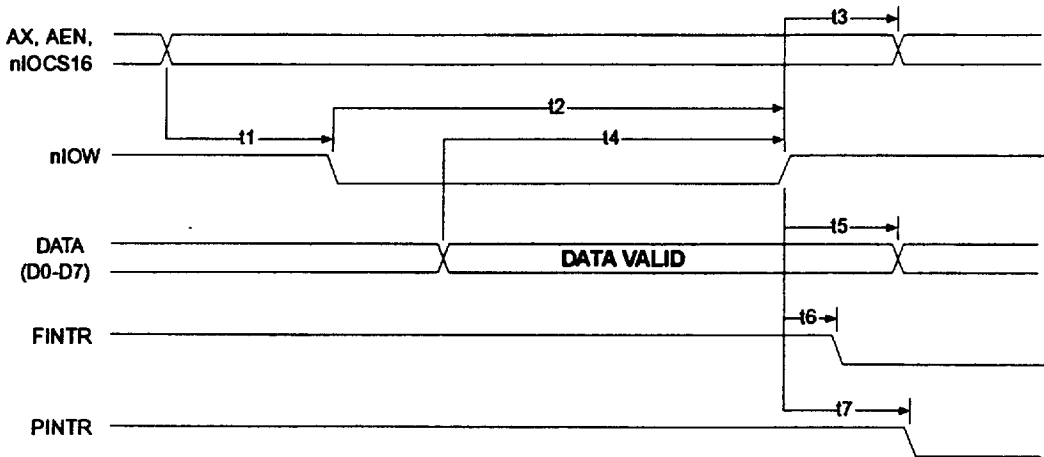 t3
AX, AEN,
nIOCS16
t2
t1
t4
nIOW
t5
DATA
(D0-D7)
DATA VALID
t6
FINTR
t7
PINTR